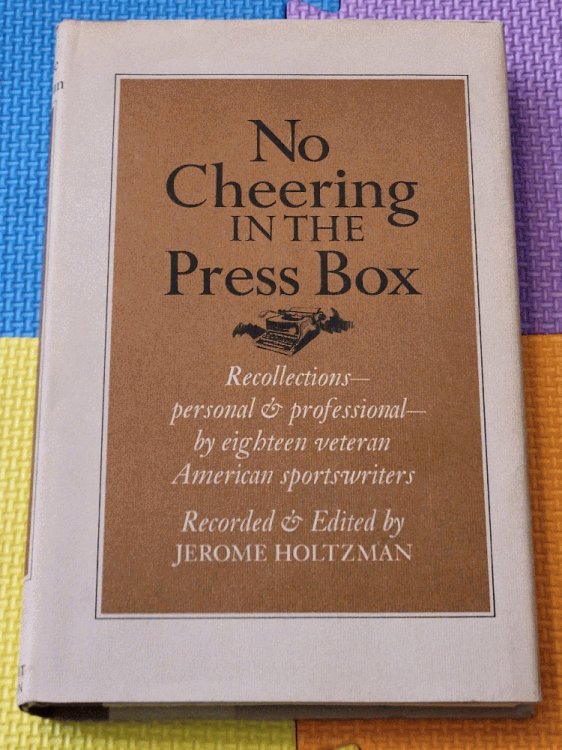 No
Cheering
IN THE
Press Box
Recollections—
personal & professional—
by eighteen veteran
American sportswriters
Recorded & Edited by
JEROME HOLTZMAN